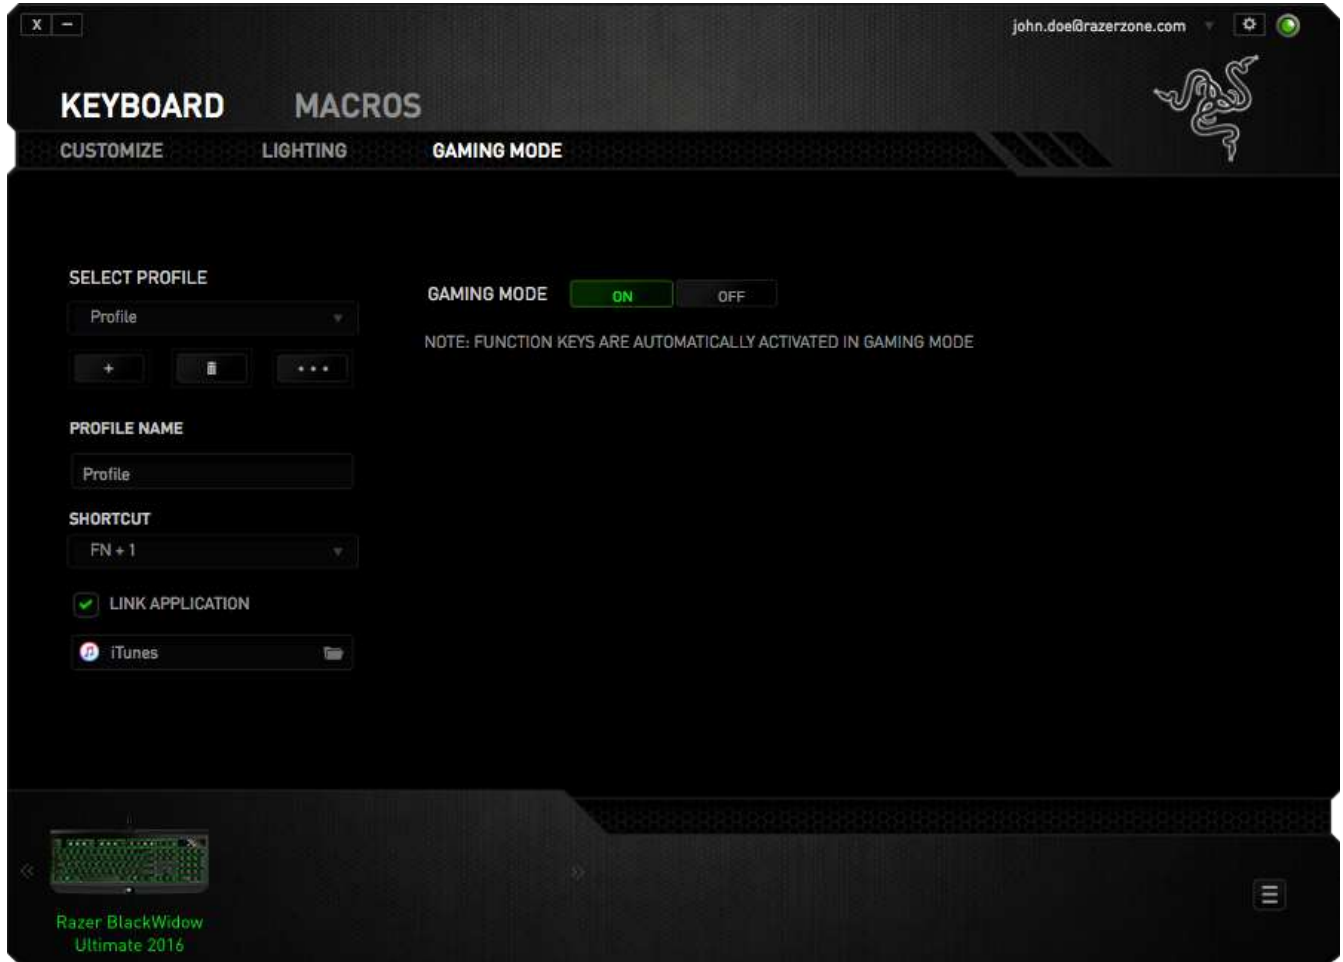 X –
john.doe@razerzone.com
KEYBOARD MACROS
CUSTOMIZE LIGHTING GAMING MODE
SELECT PROFILE
Profile
+
PROFILE NAME
Profile
SHORTCUT
FN + 1
LINK APPLICATION
iTunes
GAMING MODE ON OFF
NOTE: FUNCTION KEYS ARE AUTOMATICALLY ACTIVATED IN GAMING MODE
Razer BlackWidow
Ultimate 2016